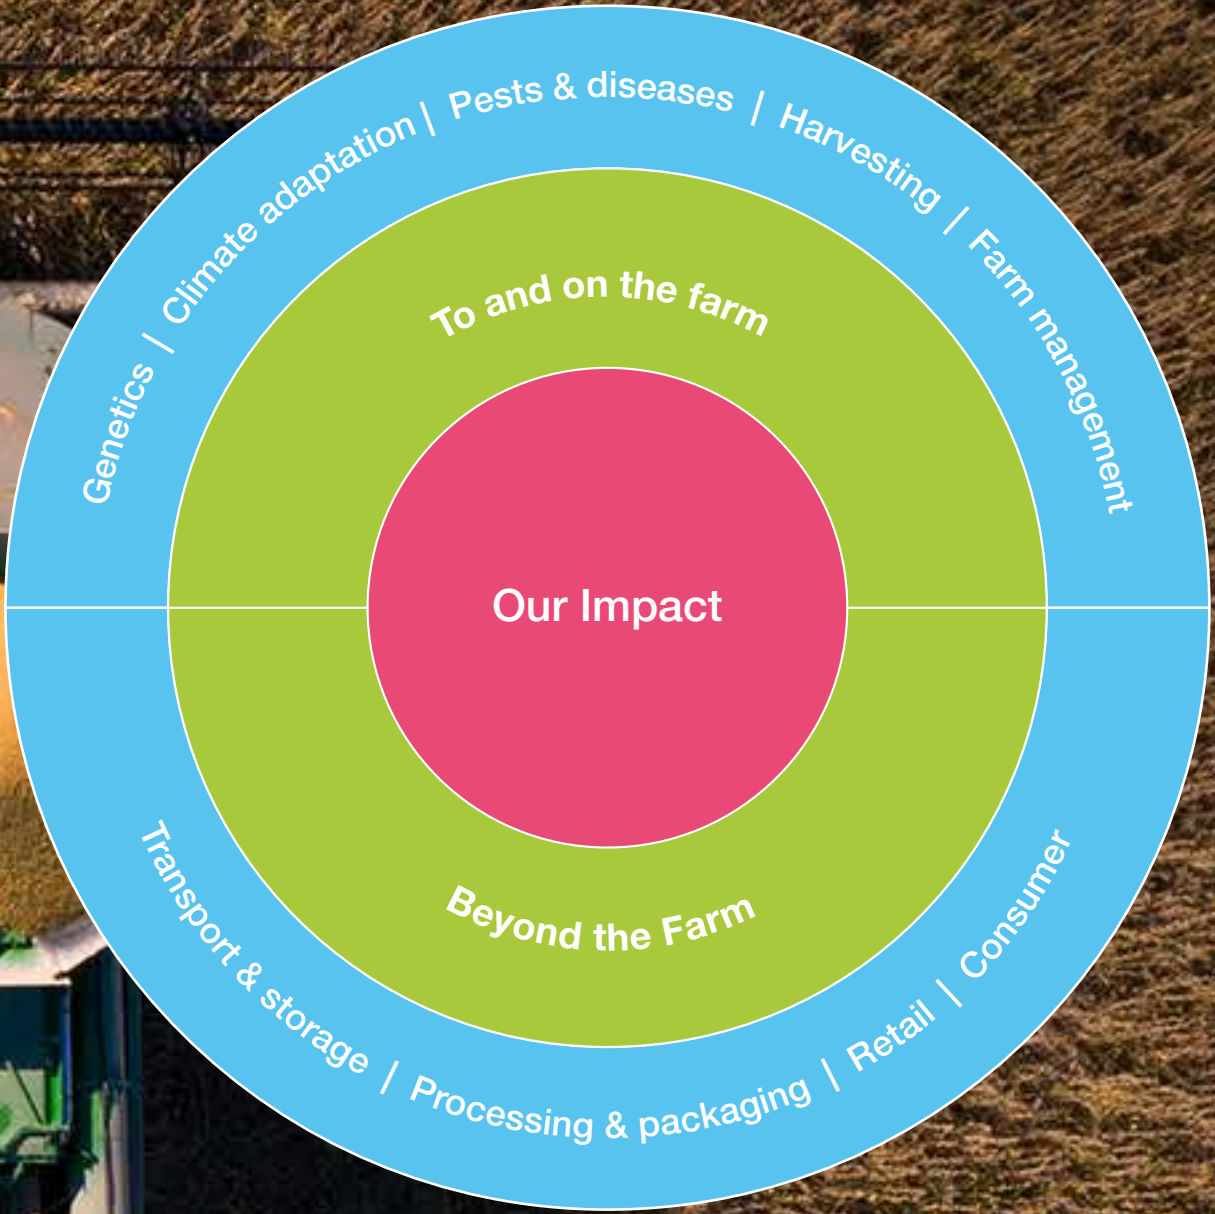 Genetics | Climate adaptation | Pests & diseases | Harvesting | Farm management
To and on the farm
Our Impact
Beyond the Farm
Transport & storage | Processing & packaging | Retail | Consumer